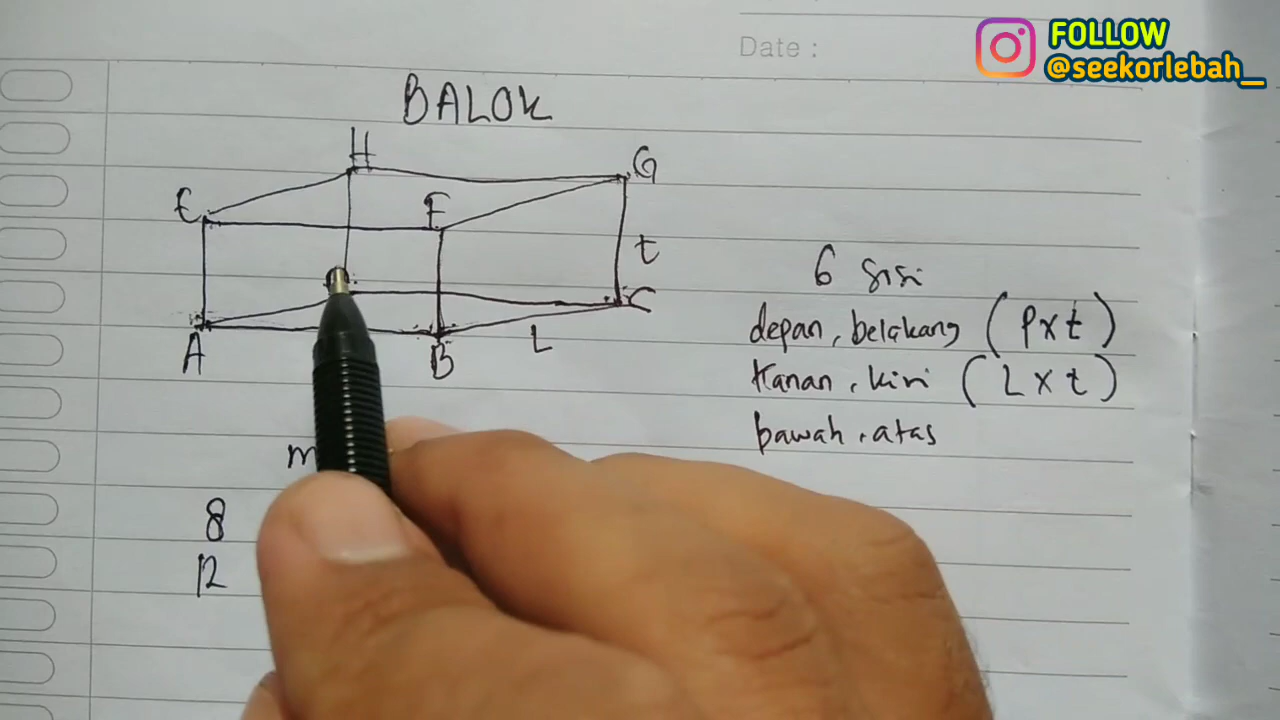 Date :
FOLLOW
@seekorlebah_
BALOK
H
G
E
F
t
C
A
B
L
6 sisi
depan, belakang (p x t)
Kanan, kiri (L x t)
bawah, atas
8
12